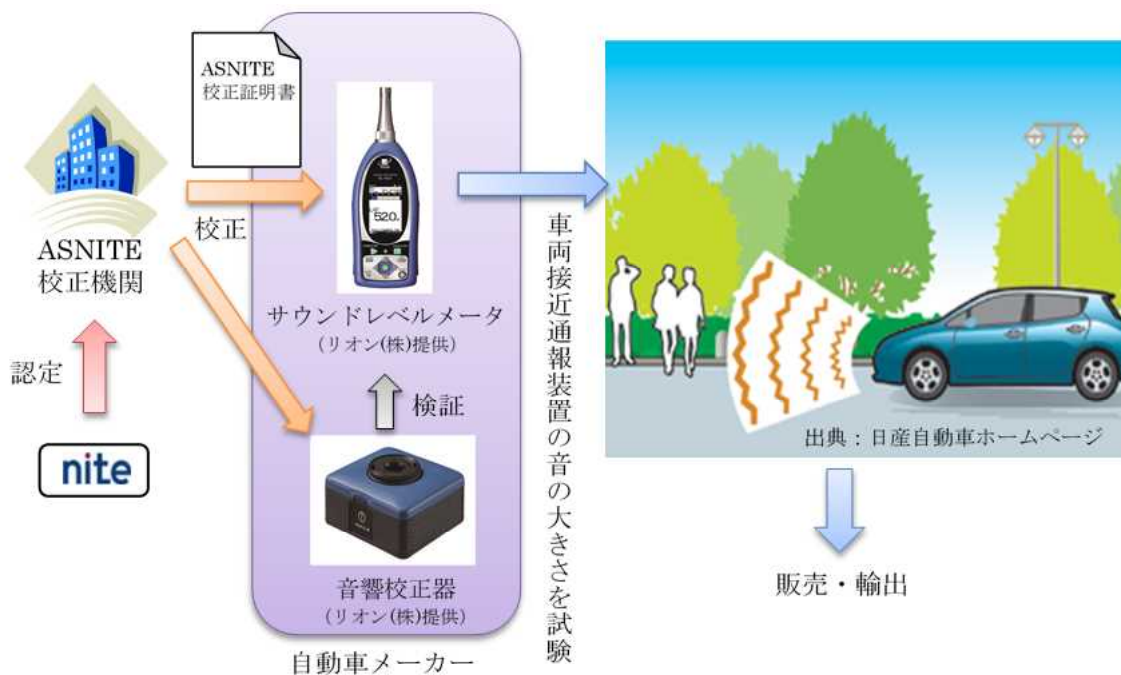 ASNITE
校正証明書
ASNITE
校正機関
校正
認定
nite
520
サウンドレベルメータ
(リオン(株)提供)
検証
音響校正器
(リオン(株)提供)
自動車メーカー
車両接近通報装置の音の大きさを試験
出典：日産自動車ホームページ
販売・輸出